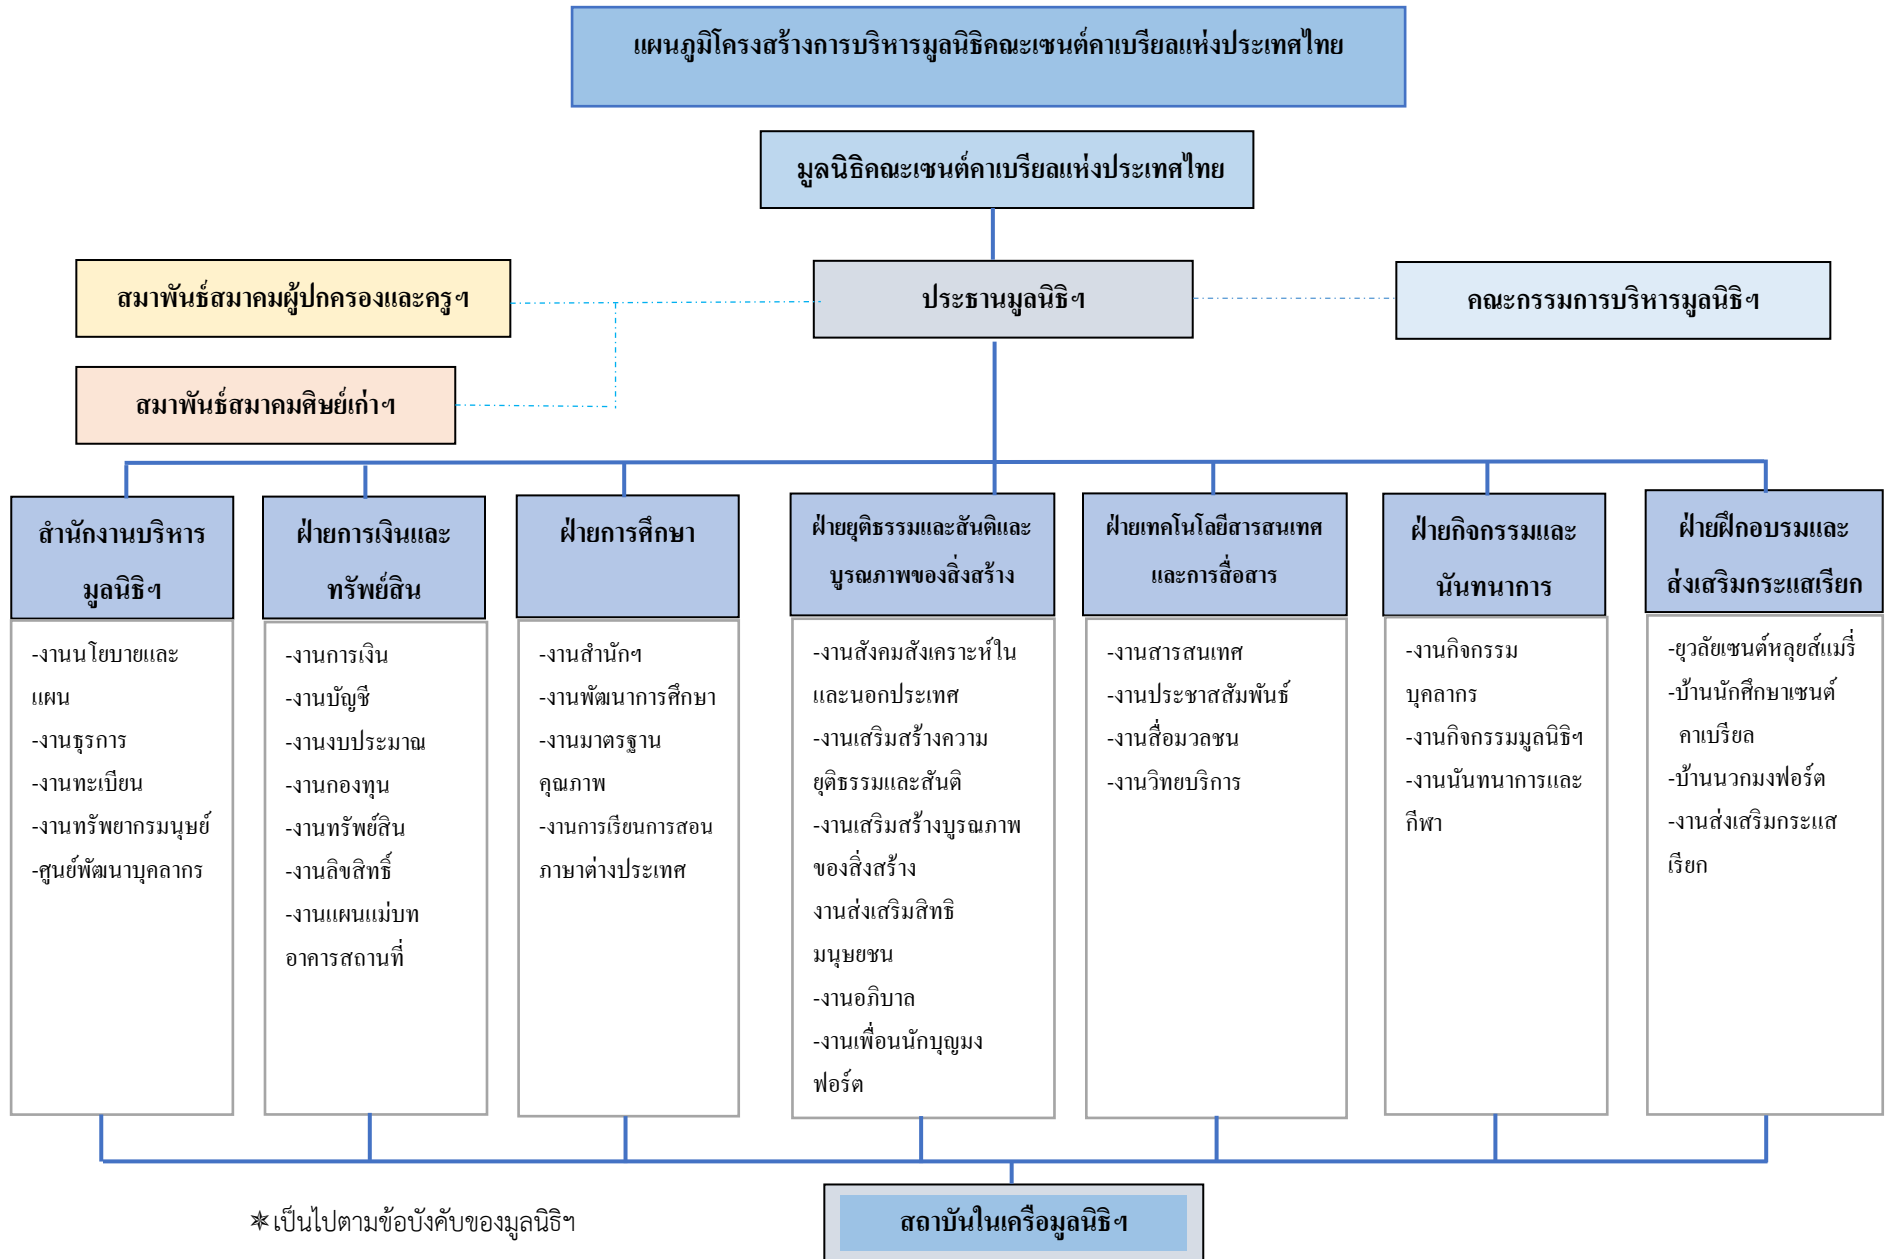 แผนภูมิโครงสร้างการบริหารมูลนิธิคณะเซนต์คาเบรียลแห่งประเทศไทย
มูลนิธิคณะเซนต์คาเบรียลแห่งประเทศไทย
สมาพันธ์สมาคมผู้ปกครองและครูฯ
ประธานมูลนิธิฯ
คณะกรรมการบริหารมูลนิธิฯ
สมาพันธ์สมาคมศิษย์เก่าฯ
สำนักงานบริหาร
มูลนิธิฯ
-งานนโยบายและ
แผน
-งานธุรการ
-งานทะเบียน
-งานทรัพยากรมนุษย์
-ศูนย์พัฒนาบุคลากร
ฝ่ายการเงินและ
ทรัพย์สิน
-งานการเงิน
-งานบัญชี
-งานงบประมาณ
-งานกองทุน
-งานทรัพย์สิน
-งานลิขสิทธิ์
-งานแผนแม่บท
อาคารสถานที่
ฝ่ายการศึกษา
-งานสำนักฯ
-งานพัฒนาการศึกษา
-งานมาตรฐาน
คุณภาพ
-งานการเรียนการสอน
ภาษาต่างประเทศ
ฝ่ายยุติธรรมและสันติและ
บูรณภาพของสิ่งสร้าง
-งานสังคมสังเคราะห์ใน
และนอกประเทศ
-งานเสริมสร้างความ
ยุติธรรมและสันติ
-งานเสริมสร้างบูรณภาพ
ของสิ่งสร้าง
งานส่งเสริมสิทธิ
มนุษยชน
-งานอภิบาล
-งานเพื่อนนักบุญมง
ฟอร์ต
ฝ่ายเทคโนโลยีสารสนเทศ
และการสื่อสาร
-งานสารสนเทศ
-งานประชาสสัมพันธ์
-งานสื่อมวลชน
-งานวิทยบริการ
ฝ่ายกิจกรรมและ
นันทนาการ
-งานกิจกรรม
บุคลากร
-งานกิจกรรมมูลนิธิฯ
-งานนันทนาการและ
กีฬา
ฝ่ายฝึกอบรมและ
ส่งเสริมกระแสเรียก
-ยุวลัยเซนต์หลุยส์แมรี่
-บ้านนักศึกษาเซนต์
คาเบรียล
-บ้านนวกมงฟอร์ต
-งานส่งเสริมกระแส
เรียก
✴เป็นไปตามข้อบังคับของมูลนิธิฯ
สถาบันในเครือมูลนิธิฯ